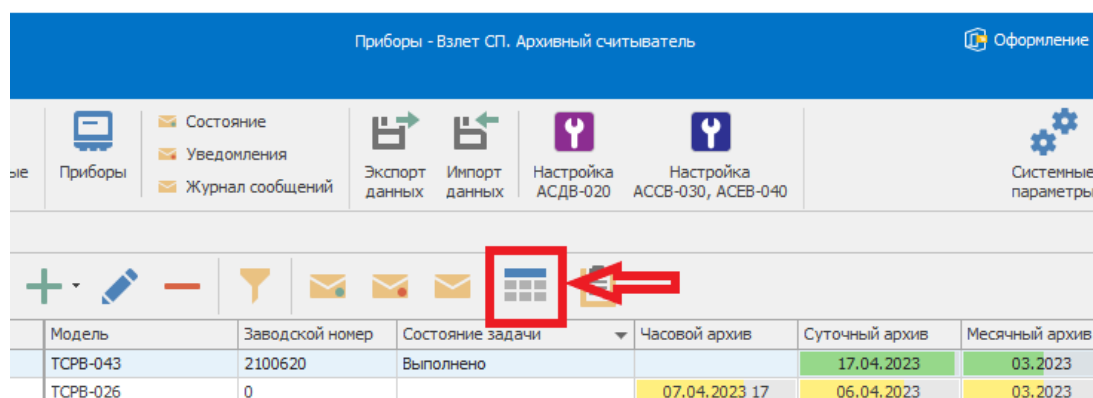 Приборы - Взлет СП. Архивный считыватель
Оформление
ые
Приборы
Состояние
Уведомления
Журнал сообщений
Экспорт
данных
Импорт
данных
Настройка
АСДВ-020
Настройка
АССВ-030, АСЕВ-040
Системные
параметры
Модель Заводской номер Состояние задачи Часовой архив Суточный архив Месячный архив
ТСРВ-043 2100620 Выполнено 17.04.2023 03.2023
ТСРВ-026 0 07.04.2023 17 06.04.2023 03.2023